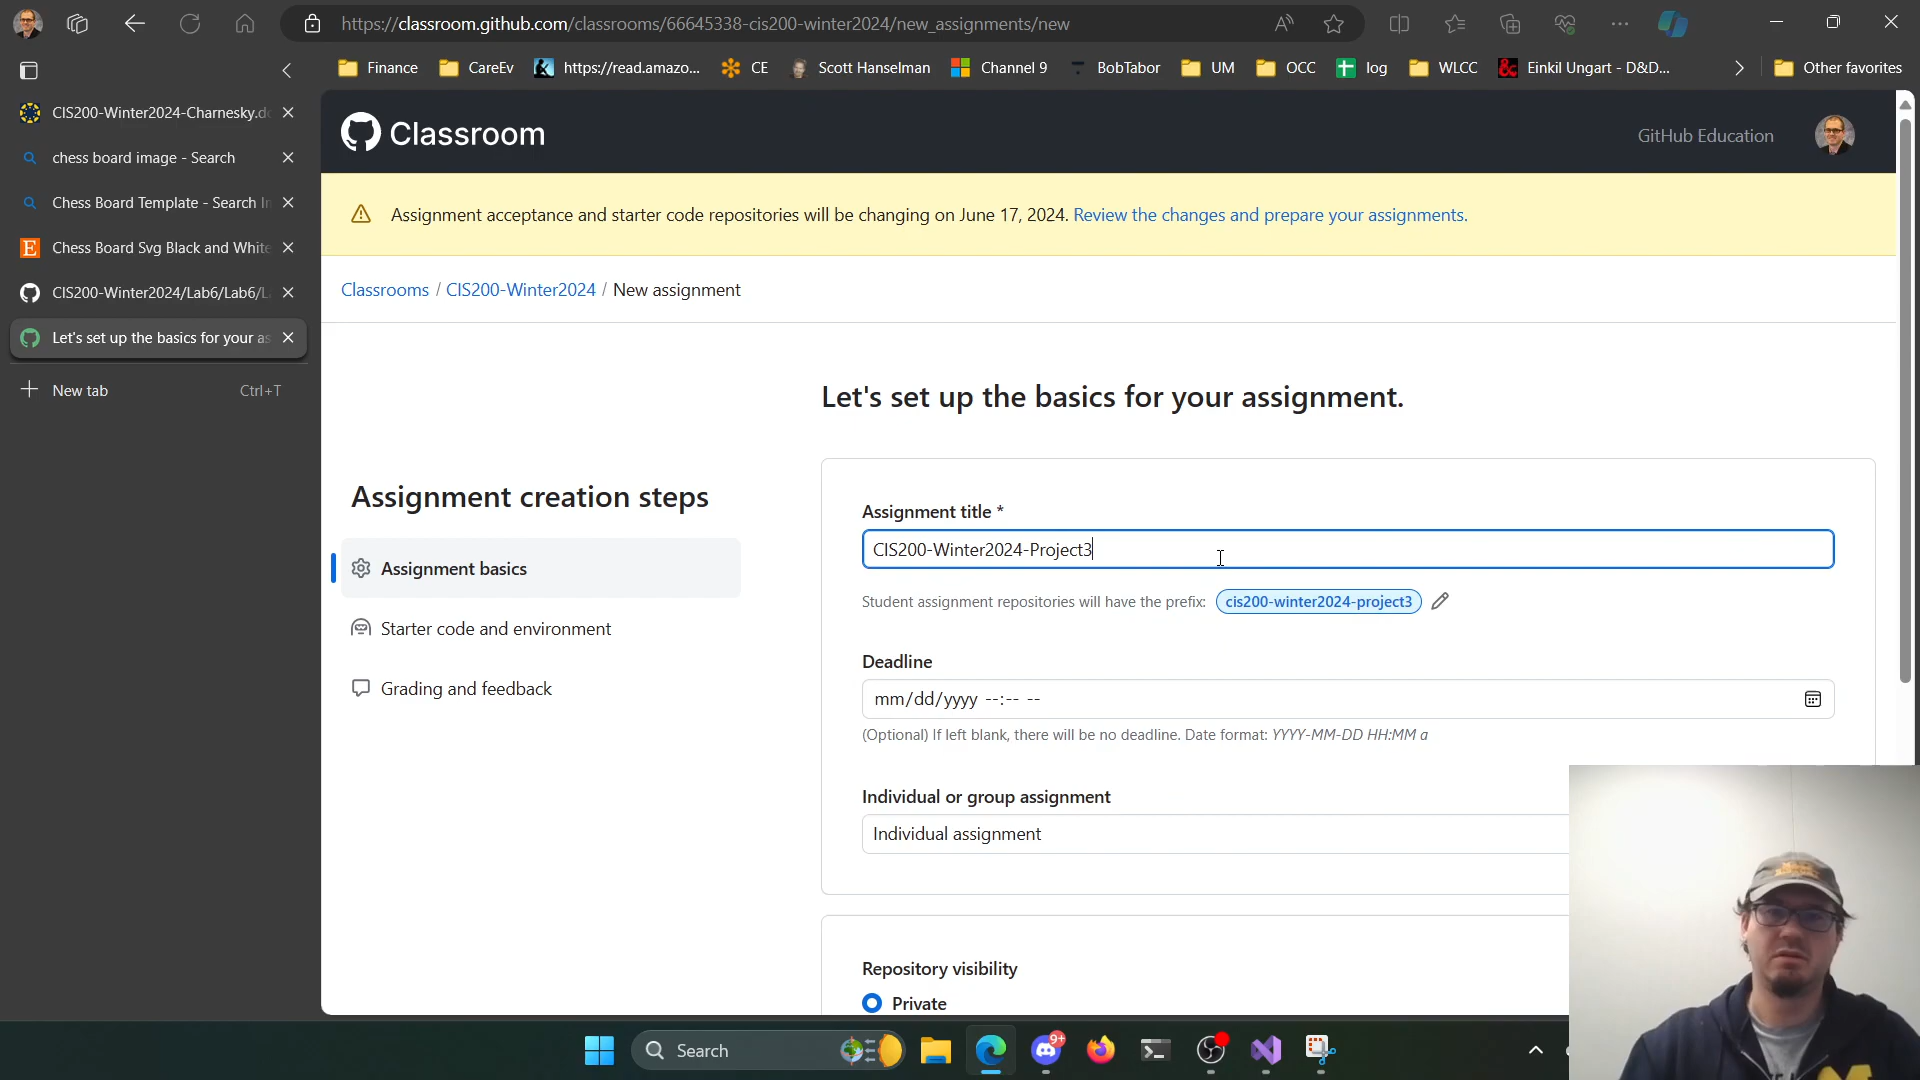 https://classroom.github.com/classrooms/66645338-cis200-winter2024/new_assignments/new
Finance
CareEv
https://read.amazo...
CE
Scott Hanselman
Channel 9
BobTabor
UM
OCC
log
WLCC
Einkil Ungart - D&D...
Other favorites
CIS200-Winter2024-Charnesky.do
chess board image - Search
Chess Board Template - Search In
Chess Board Svg Black and White
CIS200-Winter2024/Lab6/Lab6/L
Let's set up the basics for your as
New tab Ctrl+T
Classroom
GitHub Education
Assignment acceptance and starter code repositories will be changing on June 17, 2024. Review the changes and prepare your assignments.
Classrooms / CIS200-Winter2024 / New assignment
Let's set up the basics for your assignment.
Assignment creation steps
Assignment basics
Starter code and environment
Grading and feedback
Assignment title *
CIS200-Winter2024-Project3
Student assignment repositories will have the prefix: cis200-winter2024-project3
Deadline
mm/dd/yyyy --:-- --
(Optional) If left blank, there will be no deadline. Date format: YYYY-MM-DD HH:MM a
Individual or group assignment
Individual assignment
Repository visibility
Private
Search
9+